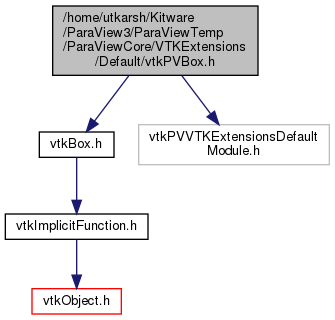 /home/utkarsh/Kitware
/ParaView3/ParaViewTemp
/ParaViewCore/VTKExtensions
/Default/vtkPVBox.h
vtkBox.h
vtkPVVTKExtensionsDefault
Module.h
vtkImplicitFunction.h
vtkObject.h